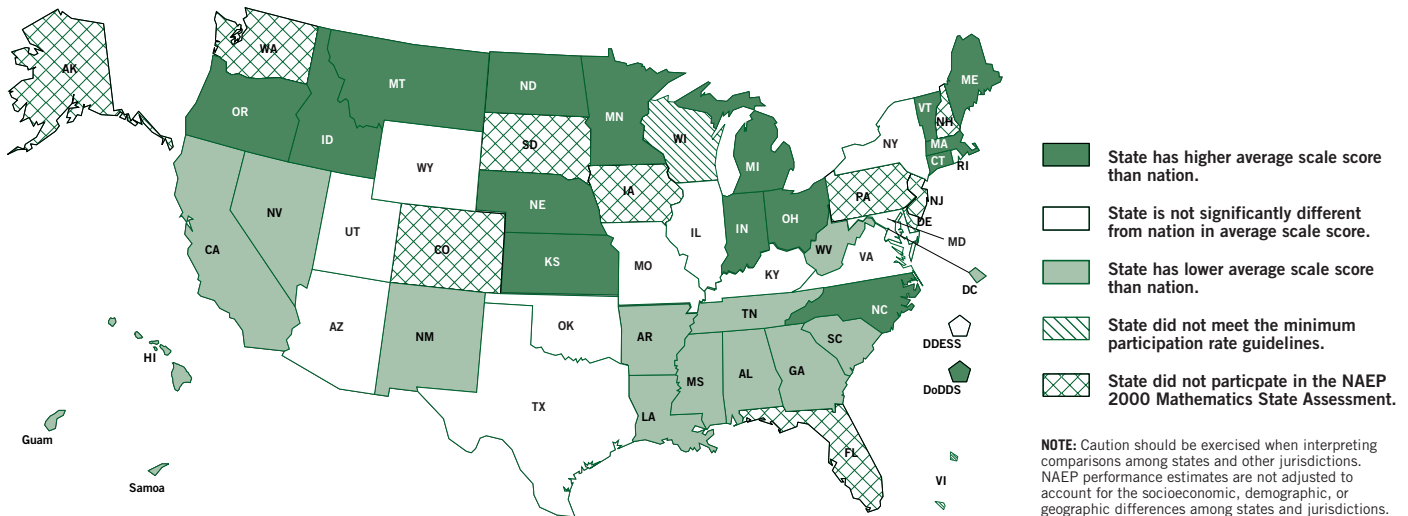 WA
AK
MT
ND
ME
OR
MN
VT
NH
ID
SD
WI
NY
MA
WY
MI
CT
RI
IA
PA
NE
NJ
NV
OH
DE
UT
IL
IN
CA
CO
MD
WV
VA
KS
MO
KY
DC
NC
TN
AZ
OK
NM
AR
SC
DDESS
HI
MS
AL
GA
DoDDS
TX
LA
Guam
FL
Samoa
VI
State has higher average scale score
than nation.
State is not significantly different
from nation in average scale score.
State has lower average scale score
than nation.
State did not meet the minimum
participation rate guidelines.
State did not particpate in the NAEP
2000 Mathematics State Assessment.
NOTE: Caution should be exercised when interpreting
comparisons among states and other jurisdictions.
NAEP performance estimates are not adjusted to
account for the socioeconomic, demographic, or
geographic differences among states and jurisdictions.